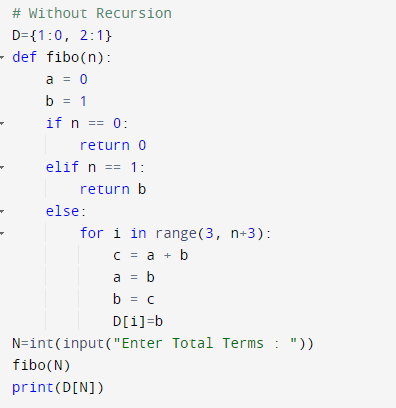 # Without Recursion
D={1:0, 2:1}
def fibo(n):
    a = 0
    b = 1
    if n == 0:
        return 0
    elif n == 1:
        return b
    else:
        for i in range(3, n+3):
            c = a + b
            a = b
            b = c
            D[i]=b
N=int(input("Enter Total Terms : "))
fibo(N)
print(D[N])